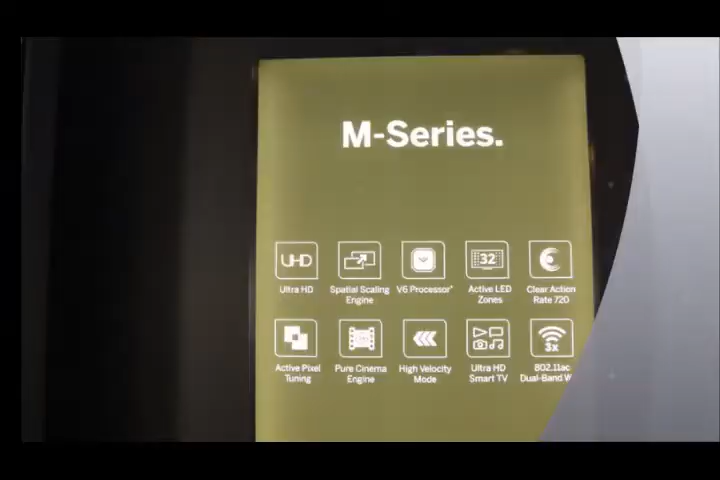 M-Series.
UHD
32
Ultra HD
Spatial Scaling
Engine
V6 Processor*
Active LED
Zones
Clear Action
Rate 720
3x
Active Pixel
Tuning
Pure Cinema
Engine
High Velocity
Mode
Ultra HD
Smart TV
802.11ac
Dual-Band